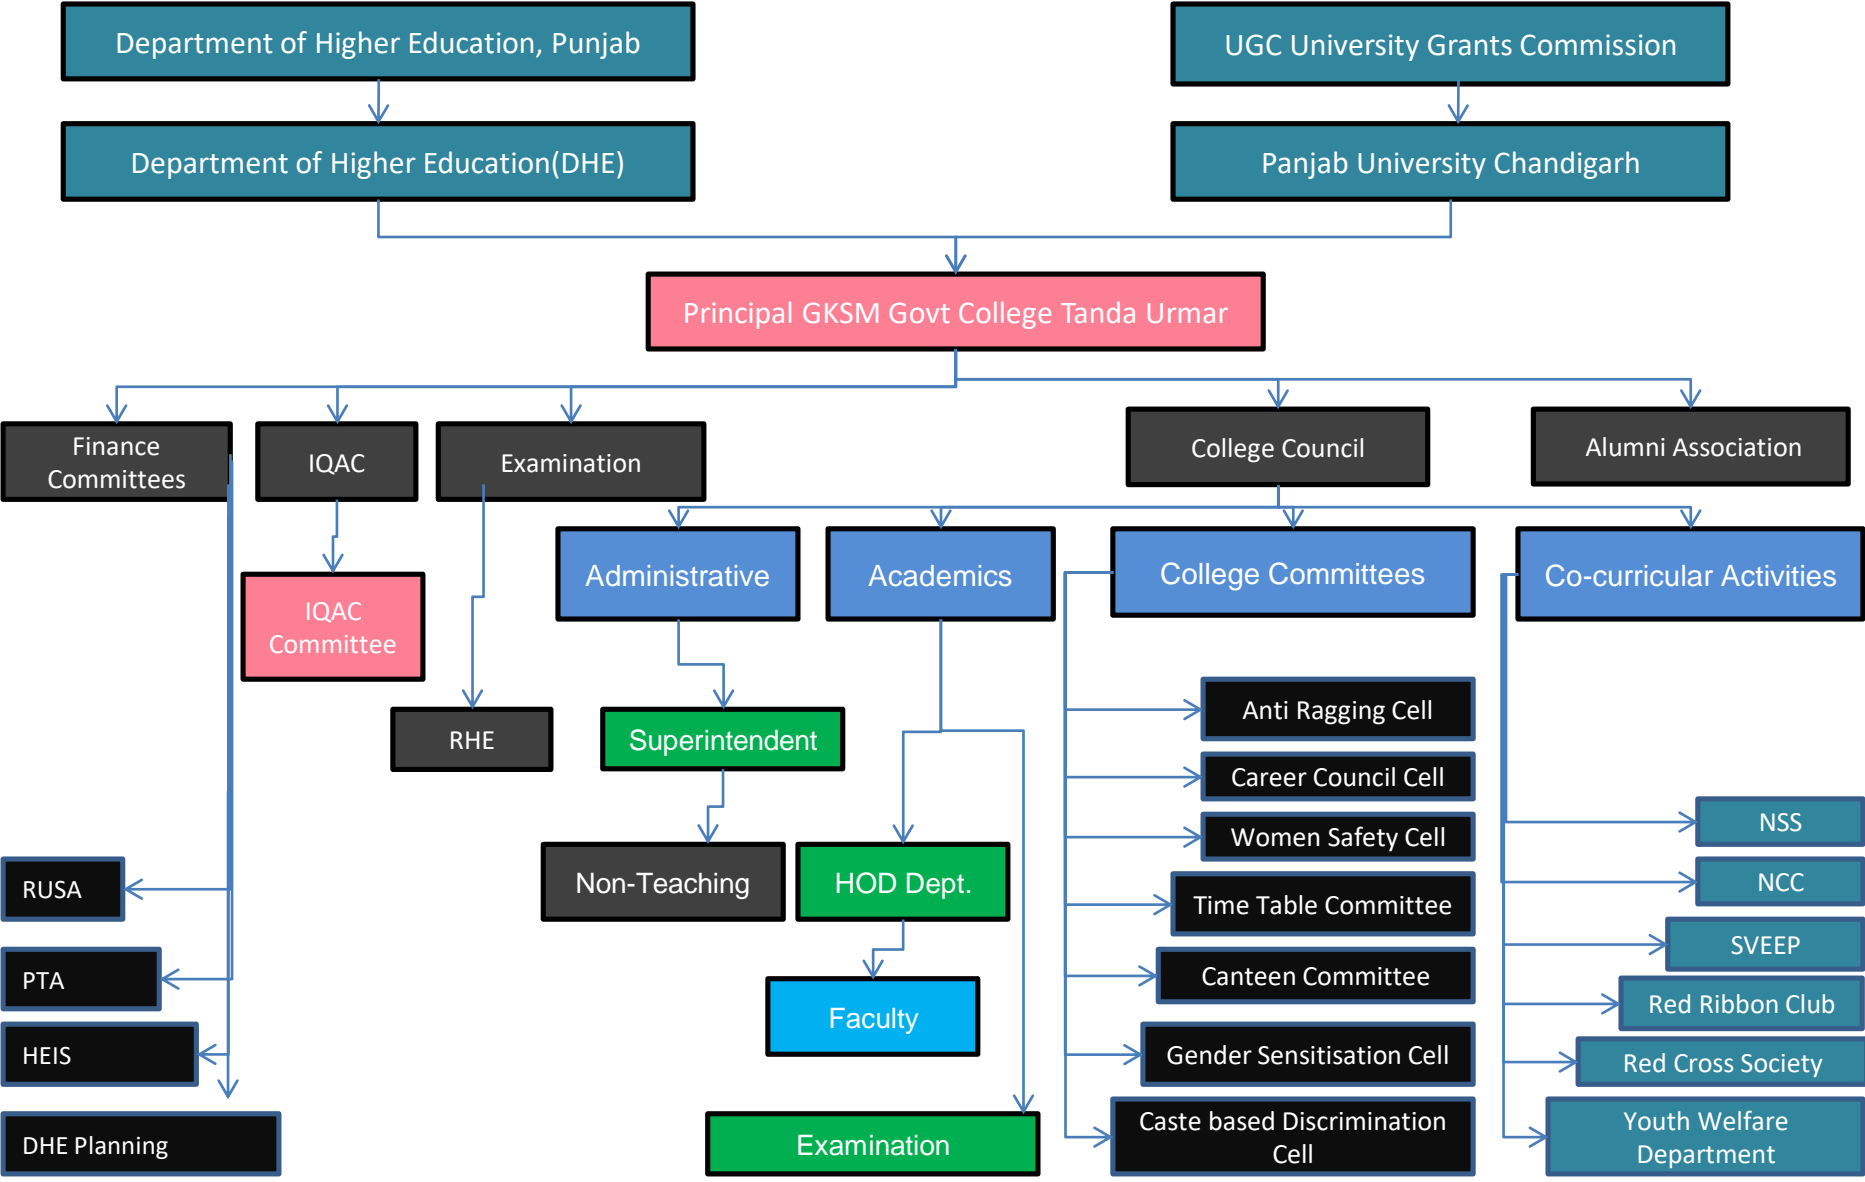 Department of Higher Education, Punjab
UGC University Grants Commission
Department of Higher Education(DHE)
Panjab University Chandigarh
Principal GKSM Govt College Tanda Urmar
Finance
Committees
IQAC
Examination
College Council
Alumni Association
Administrative
Academics
College Committees
Co-curricular Activities
IQAC
Committee
RHE
Superintendent
Anti Ragging Cell
Career Council Cell
Women Safety Cell
NSS
Non-Teaching
HOD Dept.
RUSA
NCC
Time Table Committee
SVEEP
PTA
Canteen Committee
Faculty
Red Ribbon Club
HEIS
Gender Sensitisation Cell
Red Cross Society
DHE Planning
Examination
Caste based Discrimination
Cell
Youth Welfare
Department